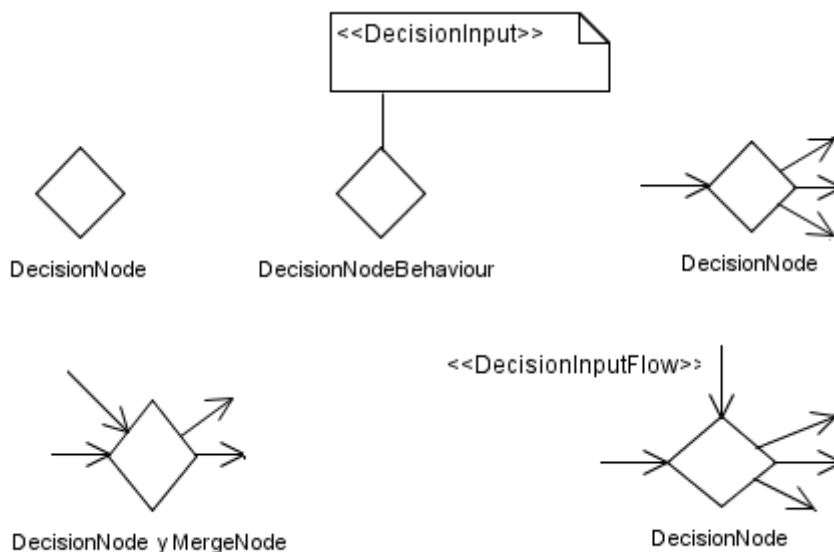 <<DecisionInput>>
DecisionNode
DecisionNodeBehaviour
DecisionNode
<<DecisionInputFlow>>
DecisionNode y MergeNode
DecisionNode